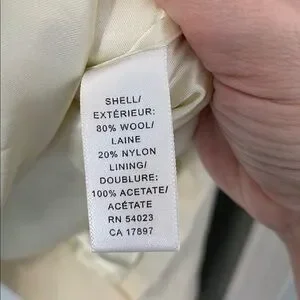 SHELL/
EXTÉRIEUR:
80% WOOL/
LAINE
20% NYLON
LINING/
DOUBLURE:
100% ACETATE/
ACÉTATE
RN 54023
CA 17897